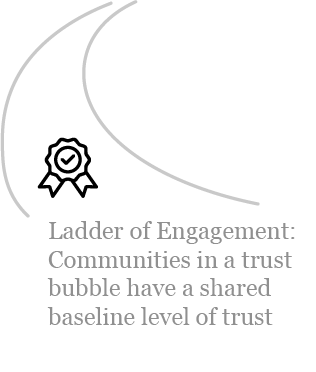 Ladder of Engagement:
Communities in a trust
bubble have a shared
baseline level of trust